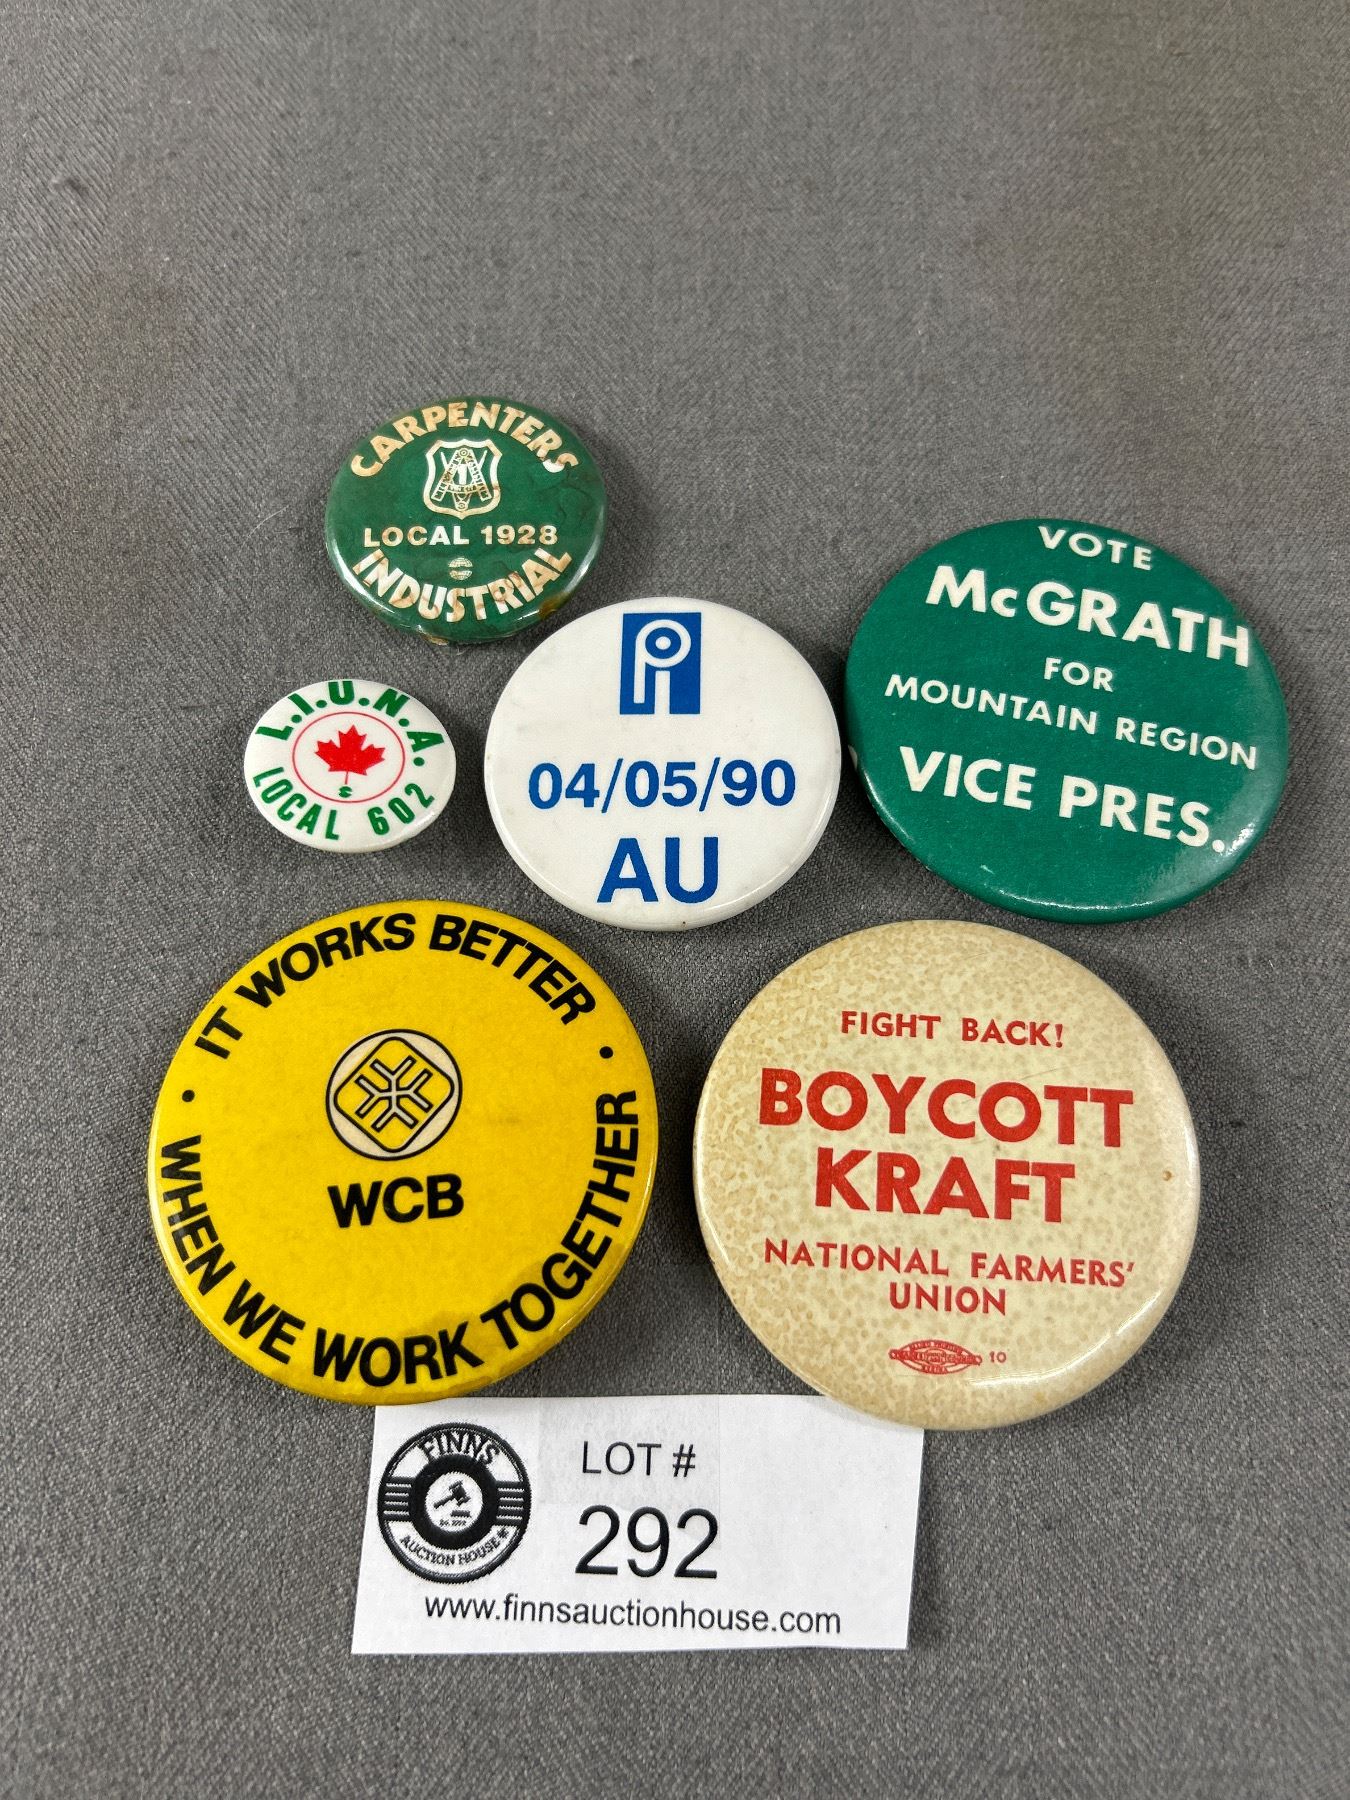 CARPENTERS
LOCAL 1928
INDUSTRIAL
L.I.U.N.A.
LOCAL 602
04/05/90
AU
VOTE
McGRATH
FOR
MOUNTAIN REGION
VICE PRES.
• IT WORKS BETTER •
WHEN WE WORK TOGETHER
WCB
FIGHT BACK!
BOYCOTT
KRAFT
NATIONAL FARMERS'
UNION
10
FINNS
AUCTION HOUSE
LOT #
292
www.finnsauctionhouse.com